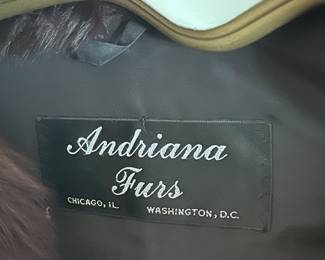 Andriana
Furs
CHICAGO, IL. WASHINGTON, D.C.